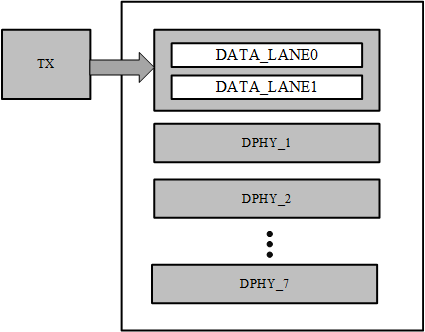 TX
DATA_LANE0
DATA_LANE1
DPHY_1
DPHY_2
DPHY_7